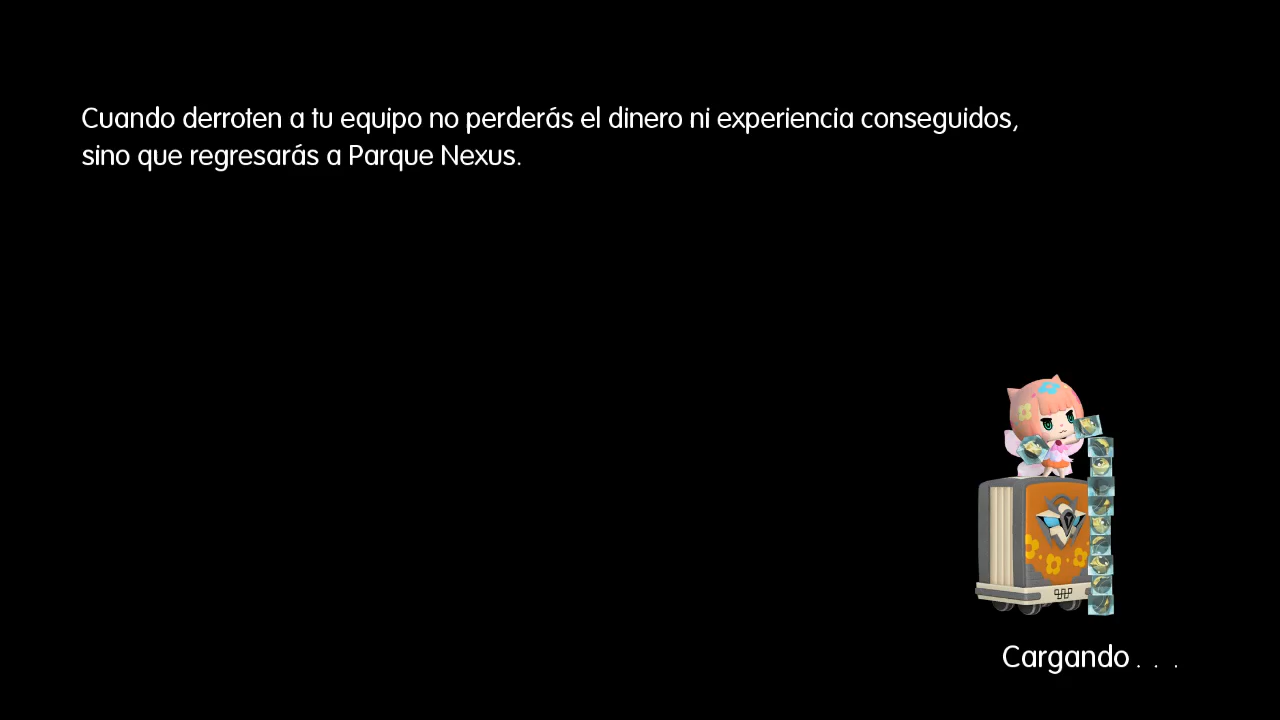 Cuando derroten a tu equipo no perderás el dinero ni experiencia conseguidos,
sino que regresarás a Parque Nexus.
Cargando . . .